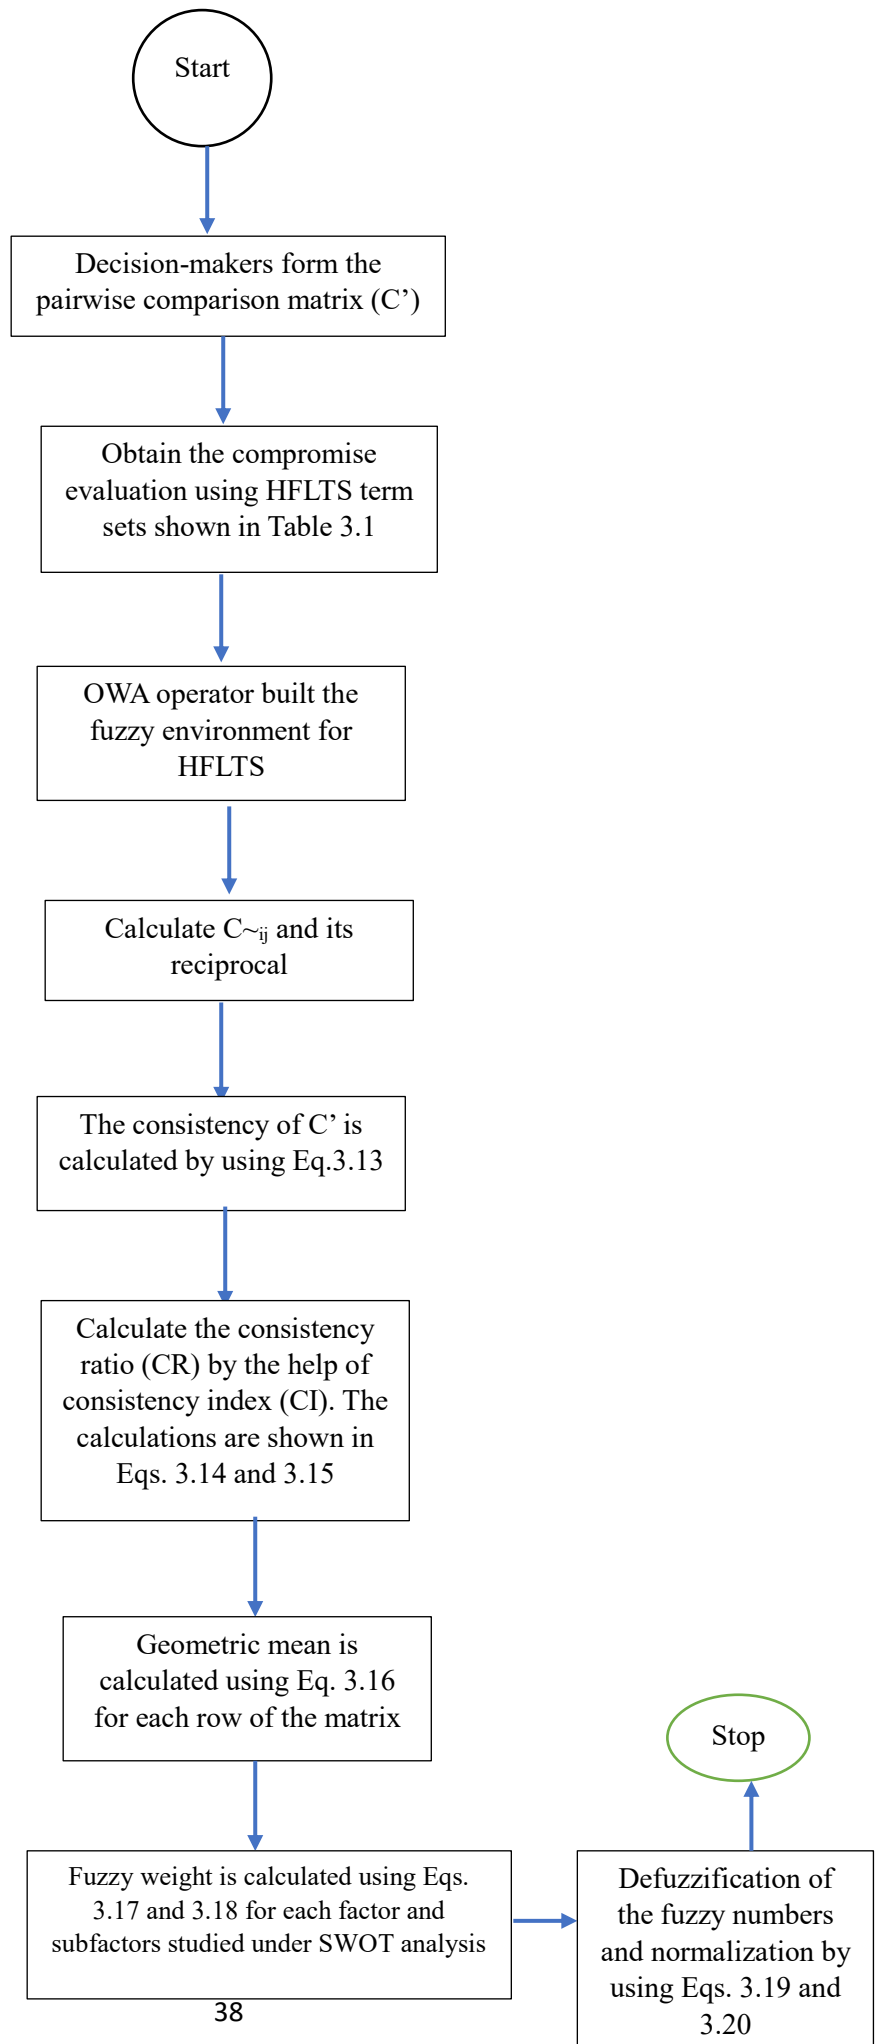 Start
Decision-makers form the
pairwise comparison matrix (C’)
Obtain the compromise
evaluation using HFLTS term
sets shown in Table 3.1
OWA operator built the
fuzzy environment for
HFLTS
Calculate C~ij and its
reciprocal
The consistency of C’ is
calculated by using Eq.3.13
Calculate the consistency
ratio (CR) by the help of
consistency index (CI). The
calculations are shown in
Eqs. 3.14 and 3.15
Geometric mean is
calculated using Eq. 3.16
for each row of the matrix
Fuzzy weight is calculated using Eqs.
3.17 and 3.18 for each factor and
subfactors studied under SWOT analysis
Defuzzification of
the fuzzy numbers
and normalization by
using Eqs. 3.19 and
3.20
Stop
38